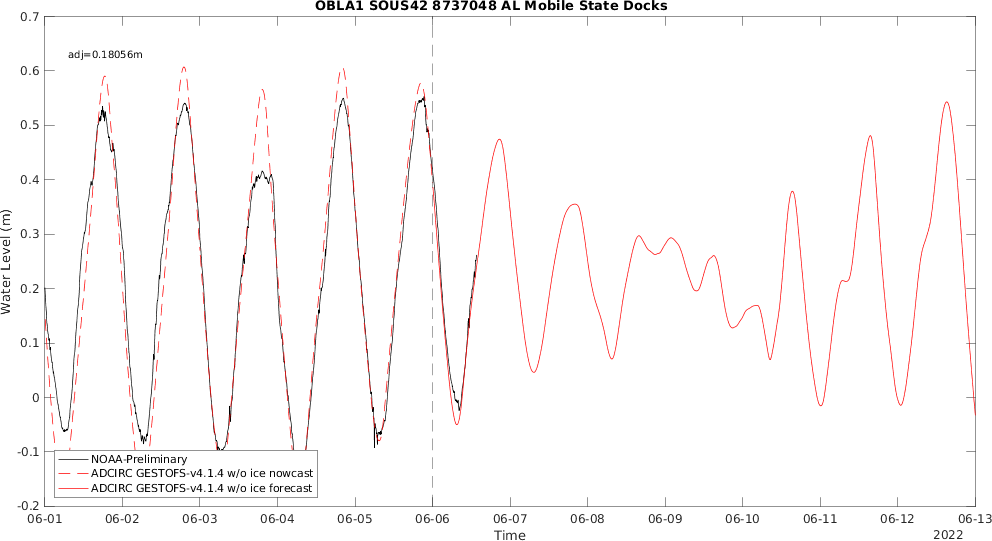 OBLA1 SOUS42 8737048 AL Mobile State Docks
adj=0.18056m
0.7
0.6
0.5
0.4
0.3
0.2
0.1
0
-0.1
-0.2
Water Level (m)
NOAA-Preliminary
ADCIRC GESTOFS-v4.1.4 w/o ice nowcast
ADCIRC GESTOFS-v4.1.4 w/o ice forecast
06-01 06-02 06-03 06-04 06-05 06-06 06-07 06-08 06-09 06-10 06-11 06-12 06-13
Time
2022